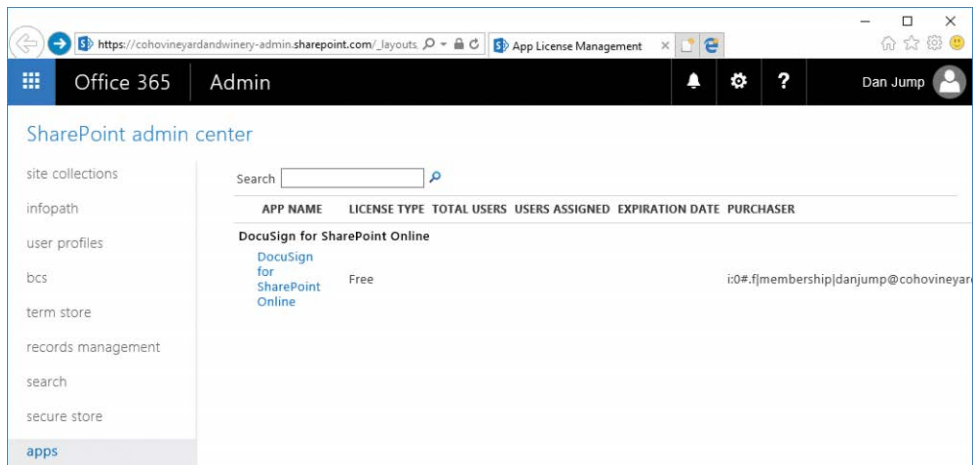 https://cohovineyardandwinery-admin.sharepoint.com/_layouts
App License Management
Office 365
Admin
?
Dan Jump
SharePoint admin center
site collections
infopath
user profiles
bcs
term store
records management
search
secure store
apps
Search
APP NAME LICENSE TYPE TOTAL USERS USERS ASSIGNED EXPIRATION DATE PURCHASER
DocuSign for SharePoint Online
DocuSign
for
SharePoint
Online
Free
i:0#.f|membership|danjump@cohovineyar